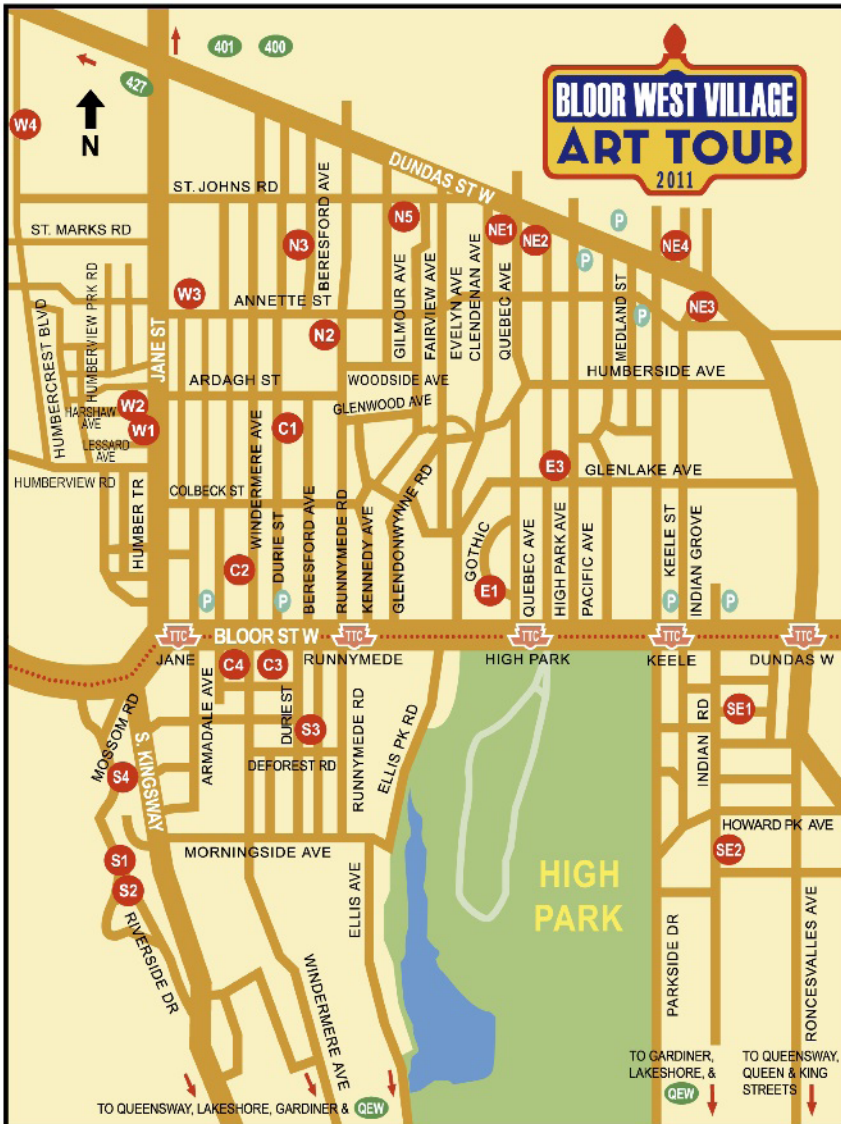 401
400
427
W4
N
BLOOR WEST VILLAGE
ART TOUR
2011
DUNDAS ST W
ST. JOHNS RD
ST. MARKS RD
BERESFORD AVE
N3
N5
NE1
NE2
P
P
NE4
HUMBERVIEW PRK RD
HUMBERCREST BLVD
JANE ST
W3
ANNETTE ST
N2
GILMOUR AVE
FAIRVIEW AVE
EVELYN AVE
CLENDENAN AVE
QUEBEC AVE
MEDLAND ST
P
NE3
ARDAGH ST
WOODSIDE AVE
HUMBERSIDE AVE
GLENWOOD AVE
W2
HARSHAW
AVE
W1
LESSARD
AVE
C1
WINDERMERE AVE
E3
GLENLAKE AVE
HUMBERVIEW RD
COLBECK ST
HUMBER TR
DURIE ST
BERESFORD AVE
RUNNYMEDE RD
KENNEDY AVE
GLENDONWYNNE RD
GOTHIC
QUEBEC AVE
HIGH PARK AVE
PACIFIC AVE
KEELE ST
INDIAN GROVE
C2
E1
P
P
P
P
TTC
BLOOR ST W
TTC
TTC
TTC
TTC
JANE
RUNNYMEDE
HIGH PARK
KEELE
DUNDAS W
C4
C3
MOSSOM RD
S. KINGSWAY
ARMADALE AVE
DURIE ST
S3
DEFOREST RD
RUNNYMEDE RD
ELLIS PK RD
INDIAN RD
SE1
S4
HOWARD PK AVE
MORNINGSIDE AVE
SE2
S1
S2
RIVERSIDE DR
ELLIS AVE
WINDERMERE AVE
HIGH
PARK
PARKSIDE DR
RONCESVALLES AVE
TO GARDINER,
LAKESHORE, &
QEW
TO QUEENSWAY,
QUEEN & KING
STREETS
TO QUEENSWAY, LAKESHORE, GARDINER & QEW